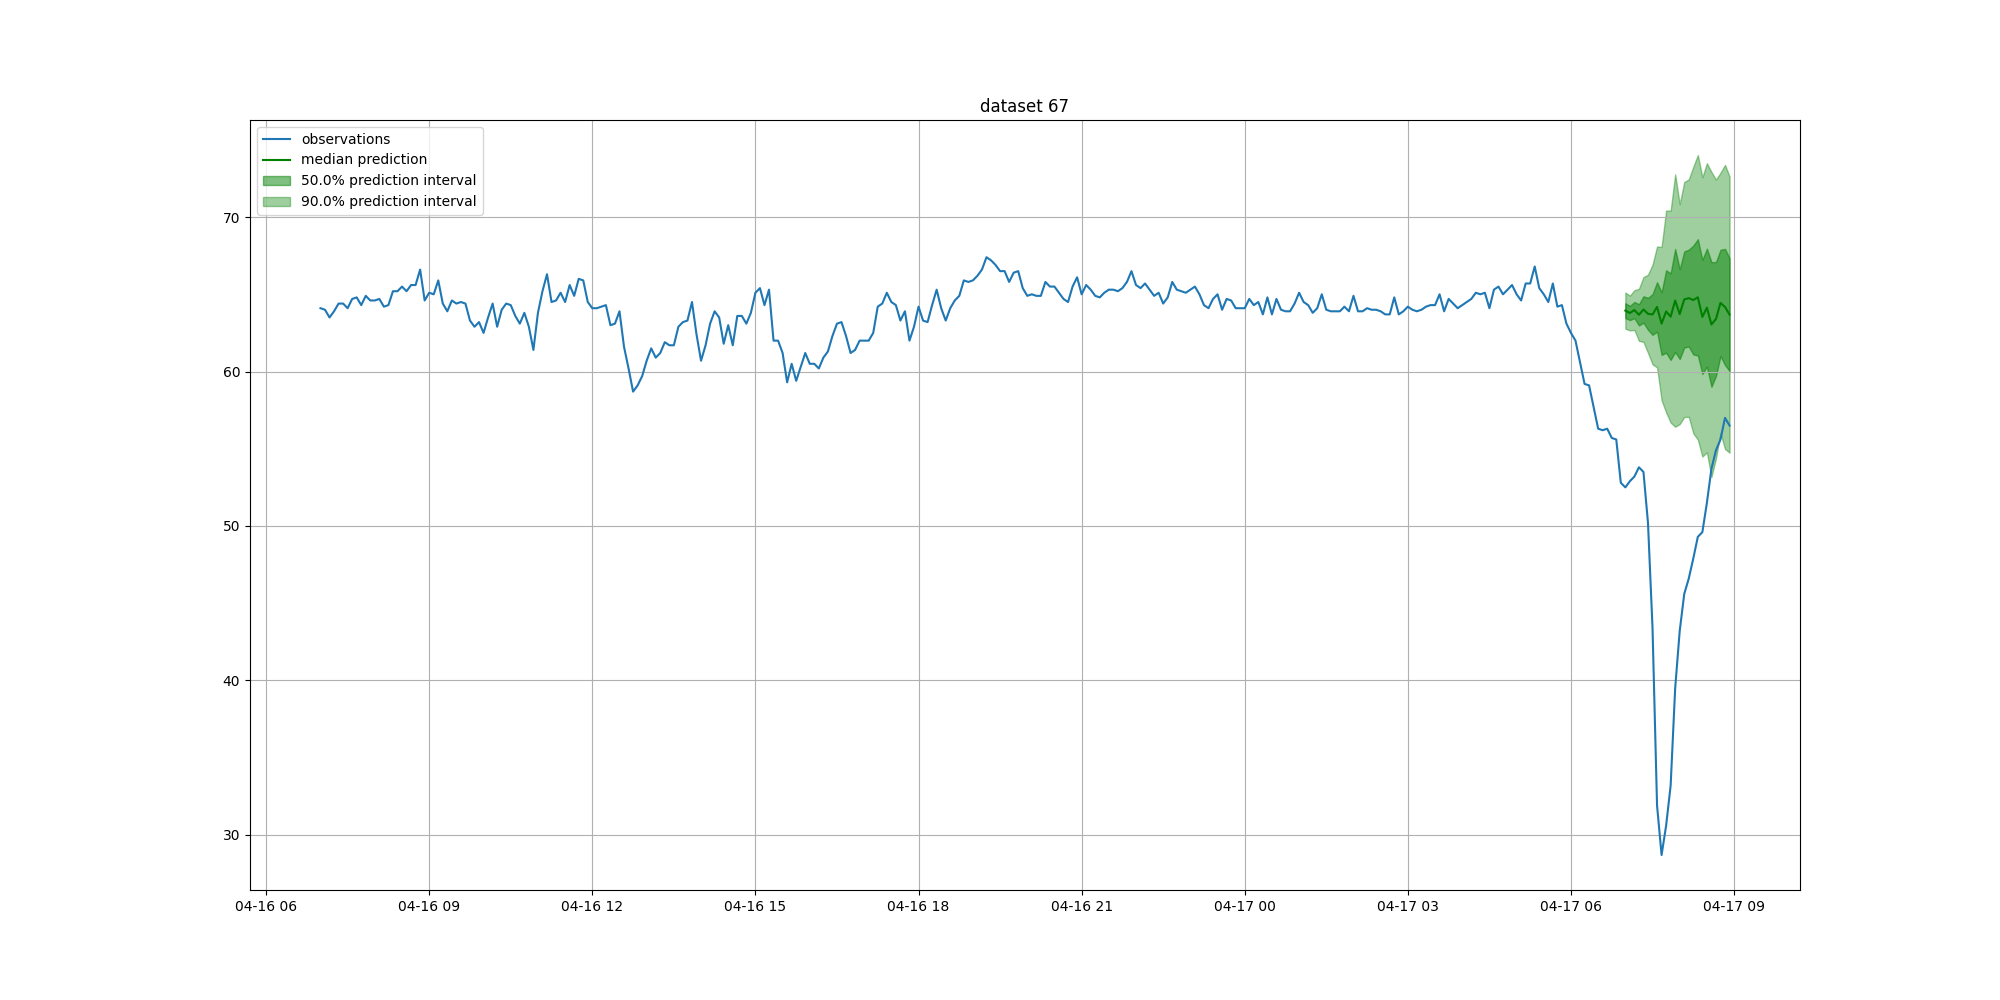 dataset 67
observations
median prediction
50.0% prediction interval
90.0% prediction interval
70
60
50
40
30
04-16 06 04-16 09 04-16 12 04-16 15 04-16 18 04-16 21 04-17 00 04-17 03 04-17 06 04-17 09